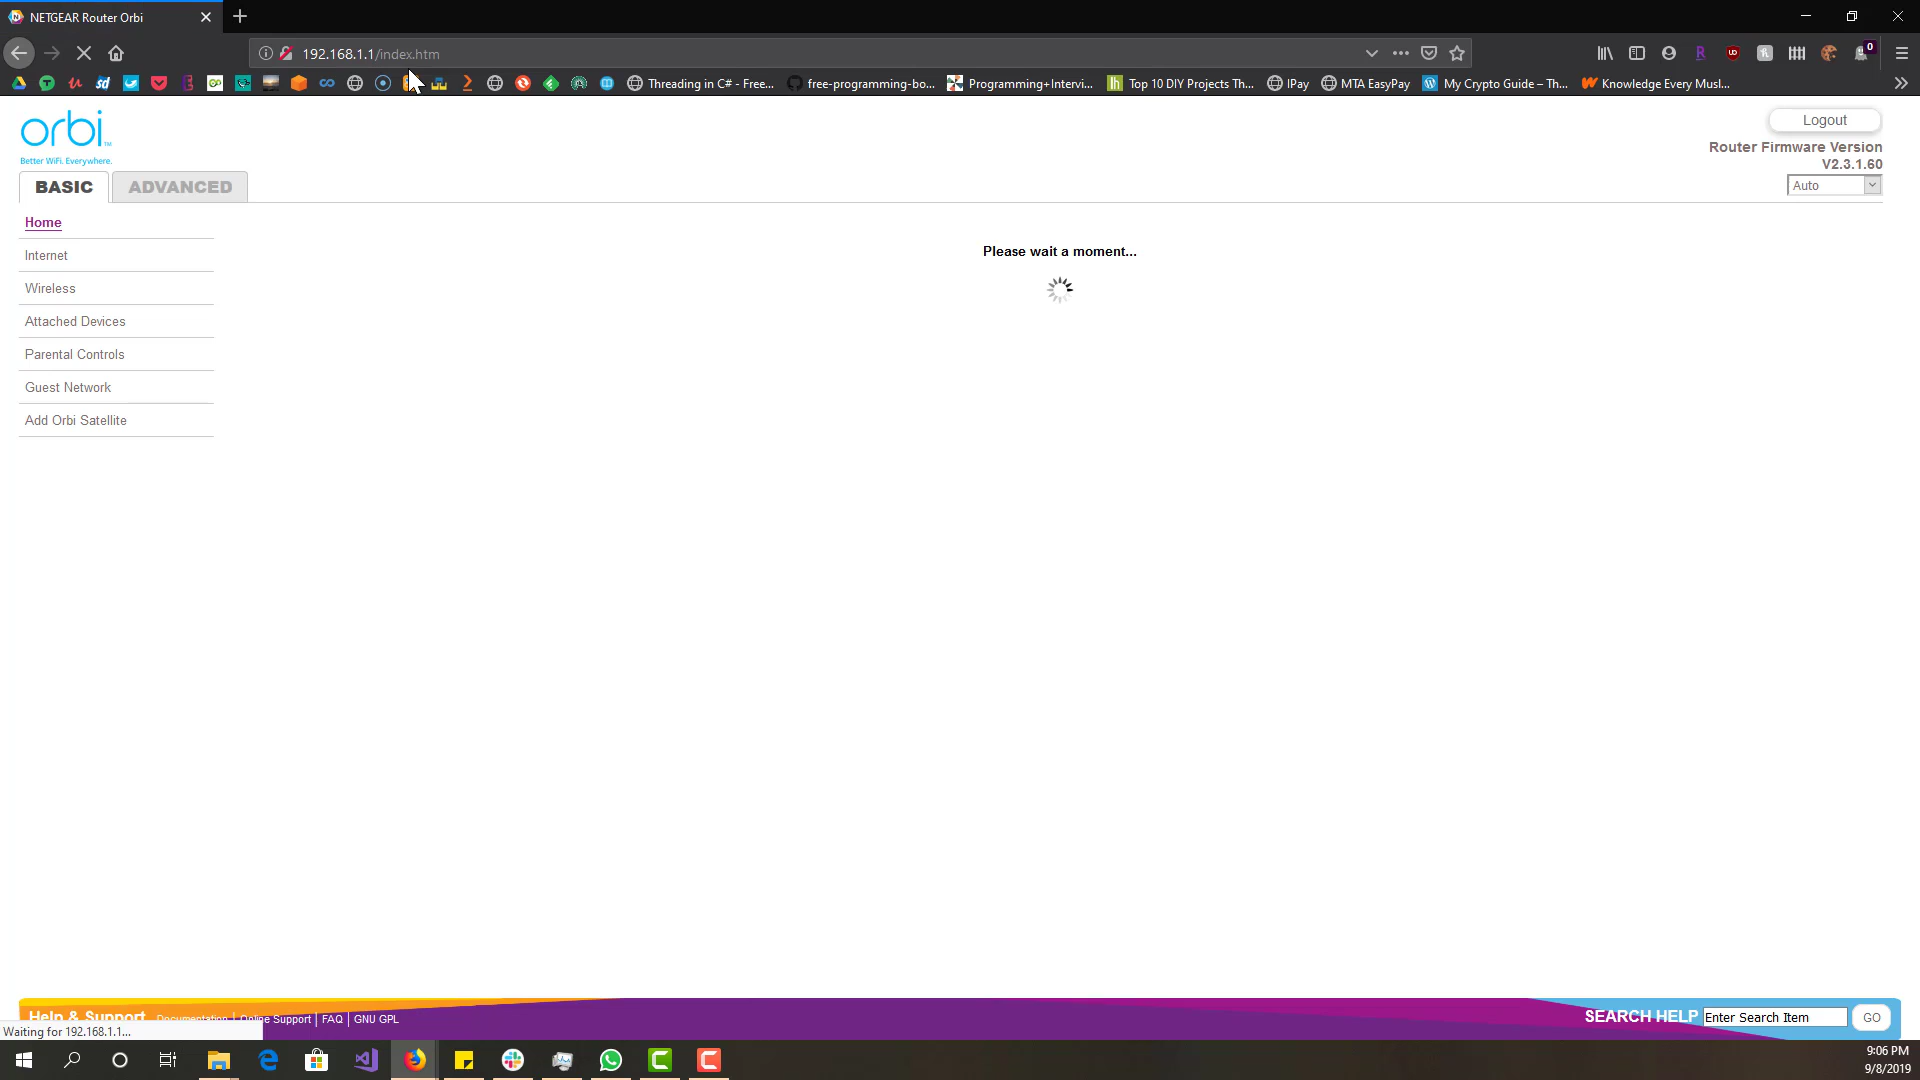 NETGEAR Router Orbi
192.168.1.1/index.htm
0
Threading in C# - Free...
free-programming-bo...
Programming+Intervi...
Top 10 DIY Projects Th...
IPay
MTA EasyPay
My Crypto Guide – Th...
Knowledge Every Musl...
orbi
Better WiFi. Everywhere.
Logout
Router Firmware Version
V2.3.1.60
Auto
BASIC
ADVANCED
Home
Internet
Wireless
Attached Devices
Parental Controls
Guest Network
Add Orbi Satellite
Please wait a moment...
Help & Support Documentation | Online Support | FAQ | GNU GPL
SEARCH HELP Enter Search Item GO
Waiting for 192.168.1.1...
9:06 PM
9/8/2019